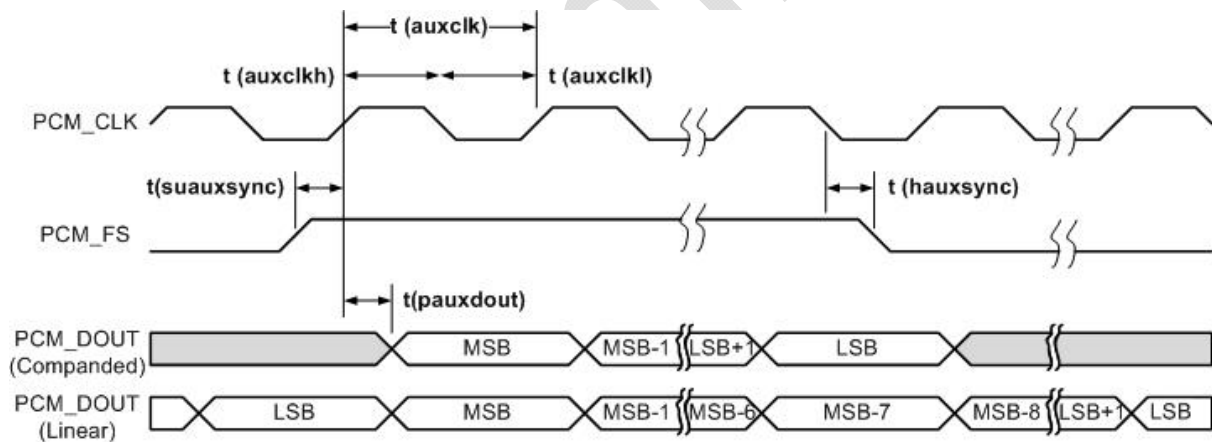 t (auxclk)
t (auxclkh) t (auxclkl)
PCM_CLK
t(suauxsync) t (hauxsync)
PCM_FS
t(pauxdout)
PCM_DOUT
(Companded)
MSB MSB-1 LSB+1 LSB
PCM_DOUT
(Linear)
LSB MSB MSB-1 MSB-6 MSB-7 MSB-8 LSB+1 LSB